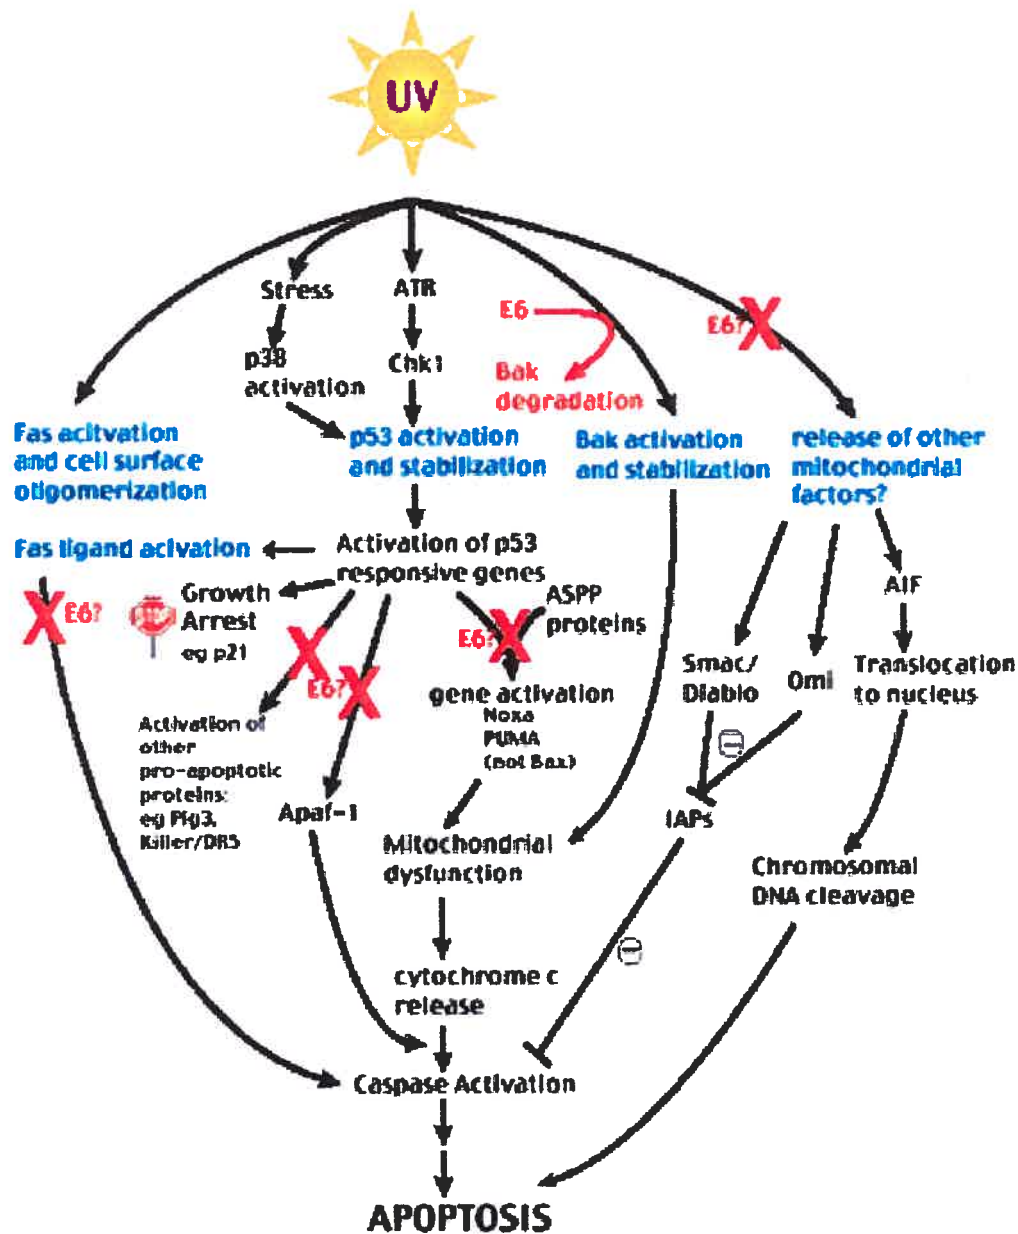 UV
Stress
ATR
E6
E6?
p38
activation
Chk1
Bak
degradation
Fas acitvation
and cell surface
oligomerization
p53 activation
and stabilization
Bak activation
and stabilization
release of other
mitochondrial
factors?
Fas ligand acivation
Activation of p53
responsive genes
AIF
Growth
Arrest
eg p21
E6?
E6?
ASPP
proteins
E6?
Smac/
Diablo
Omi
Translocation
to nucleus
gene activation
Noxa
PUMA
(not Bax)
Activation of
other
pro-apoptotic
proteins:
eg Pig3,
Killer/DR5
Apaf-1
IAPs
Mitochondrial
dysfunction
Chromosomal
DNA cleavage
cytochrome c
release
Caspase Activation
APOPTOSIS